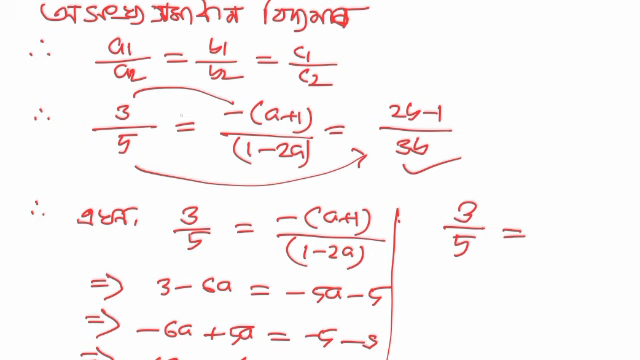 অসংখ্য সমাধান বিদ্যমান
∴ a1/a2 = b1/b2 = c1/c2
∴ 3/5 = -(a+1)/(1-2a) = 2b-1/3b
∴ এখন, 3/5 = -(a+1)/(1-2a)
3/5 =
⇒ 3 - 6a = -5a - 5
⇒ -6a + 5a = -5 - 3
⇒